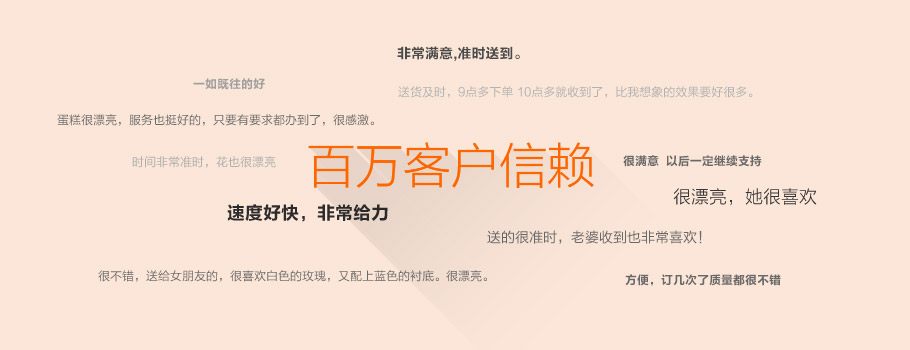 非常满意,准时送到。
一如既往的好
送货及时，9点多下单 10点多就收到了，比我想象的效果要好很多。
蛋糕很漂亮，服务也挺好的，只要有要求都办到了，很感激。
时间非常准时，花也很漂亮
百万客户信赖
很满意 以后一定继续支持
很漂亮，她很喜欢
速度好快，非常给力
送的很准时，老婆收到也非常喜欢！
很不错，送给女朋友的，很喜欢白色的玫瑰，又配上蓝色的衬底。很漂亮。
方便，订几次了质量都很不错